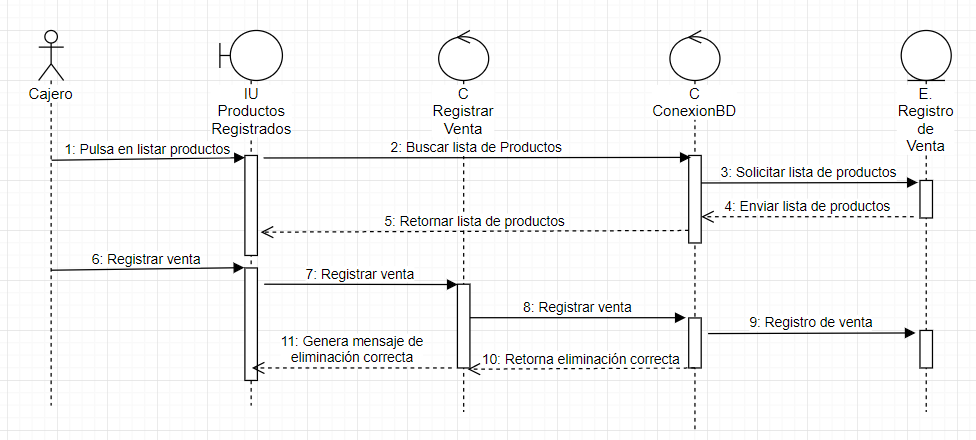 Cajero
IU
Productos
Registrados
C
Registrar
Venta
C
ConexionBD
E.
Registro
de
Venta
1: Pulsa en listar productos
2: Buscar lista de Productos
3: Solicitar lista de productos
4: Enviar lista de productos
5: Retornar lista de productos
6: Registrar venta
7: Registrar venta
8: Registrar venta
9: Registro de venta
10: Retorna eliminación correcta
11: Genera mensaje de
eliminación correcta